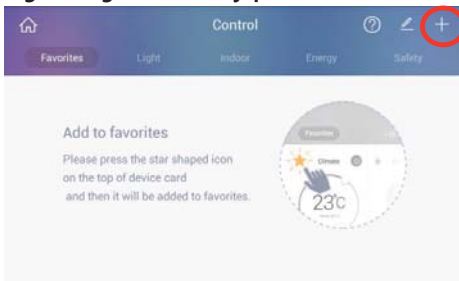 Control
Favorites Light Indoor Energy Safety
Add to favorites
Please press the star shaped icon
on the top of device card
and then it will be added to favorites.
Favorites
Climate
23°C